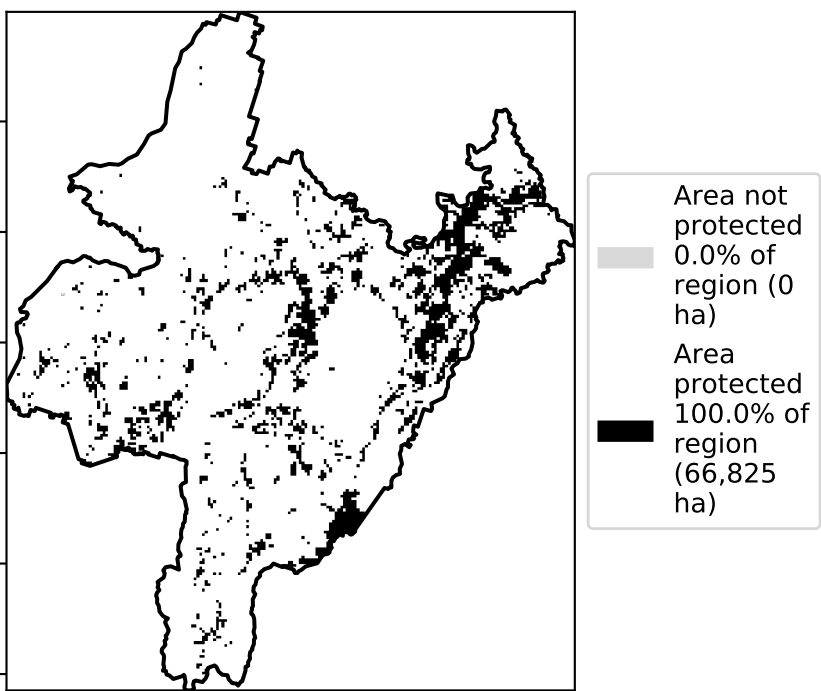 Area not
protected
0.0% of
region (0
ha)
Area
protected
100.0% of
region
(66,825
ha)